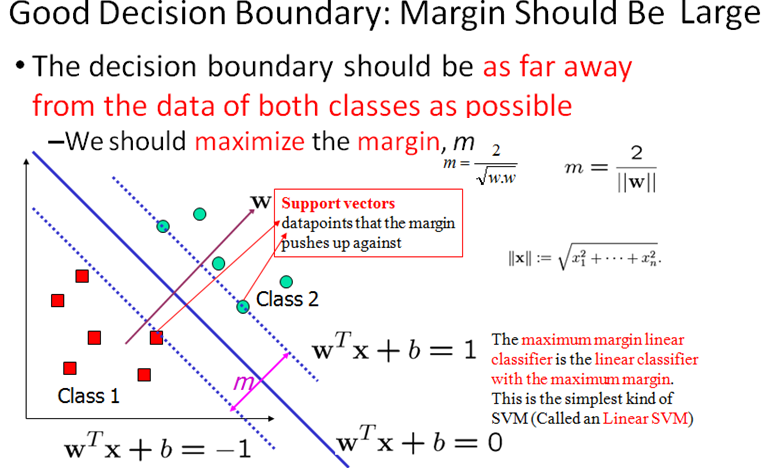 Good Decision Boundary: Margin Should Be Large
• The decision boundary should be as far away
from the data of both classes as possible
–We should maximize the margin, m
m = 2/√w.w
m = 2/||w||
w
Support vectors
datapoints that the margin
pushes up against
||x|| := √x₁² + ··· + xₙ².
Class 2
wᵀx + b = 1
The maximum margin linear
classifier is the linear classifier
with the maximum margin.
This is the simplest kind of
SVM (Called an Linear SVM)
m
Class 1
wᵀx + b = −1
wᵀx + b = 0